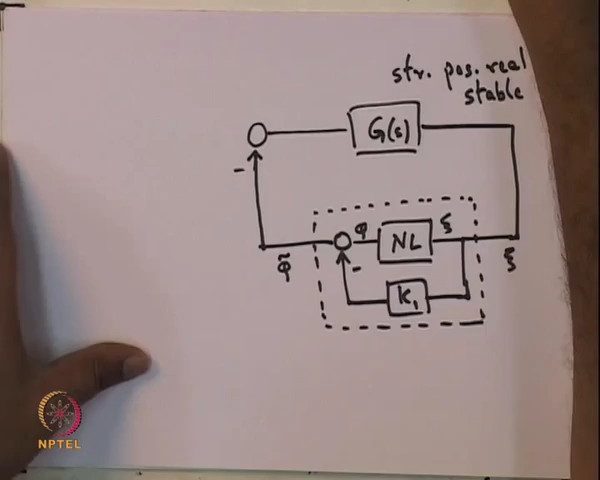 str. pos. real
stable
G(s)
-
φ NL ξ
φ̃ - ξ
K₁
NPTEL